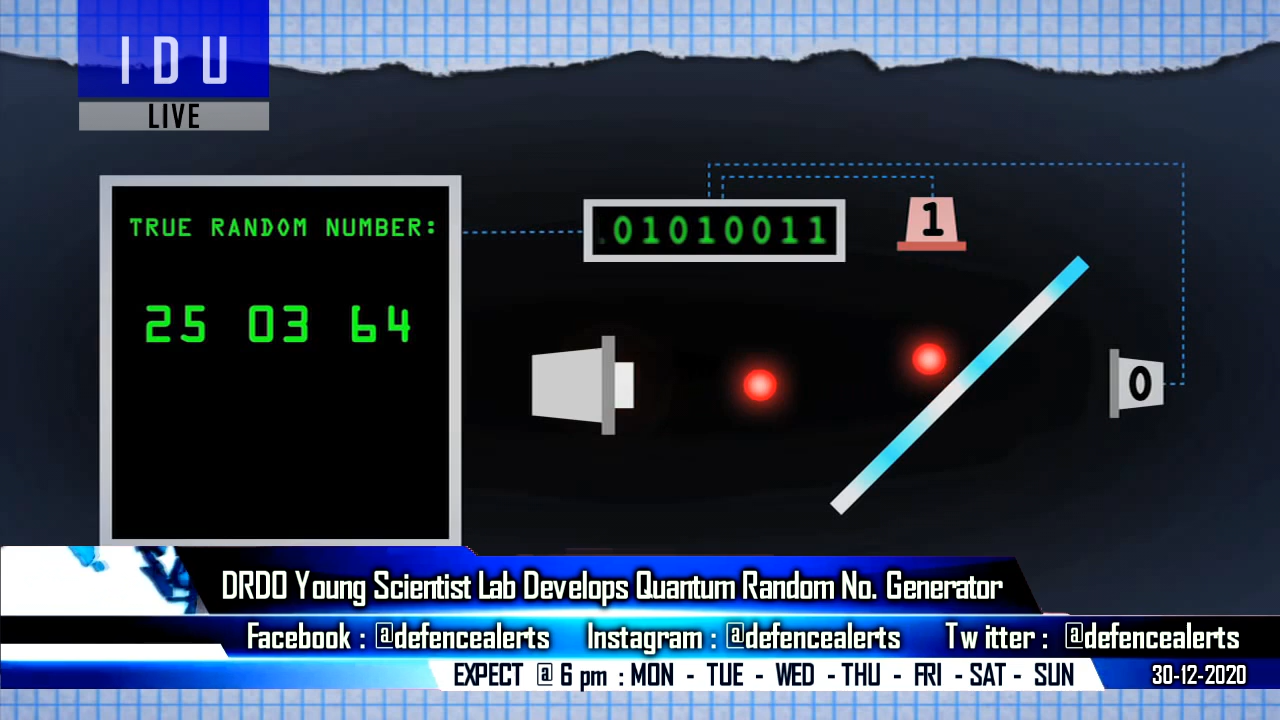 IDU
LIVE
TRUE RANDOM NUMBER:
25 03 64
01010011
1
0
DRDO Young Scientist Lab Develops Quantum Random No. Generator
Facebook : @defencealerts Instagram : @defencealerts Twitter : @defencealerts
EXPECT @ 6 pm : MON - TUE - WED - THU - FRI - SAT - SUN
30-12-2020